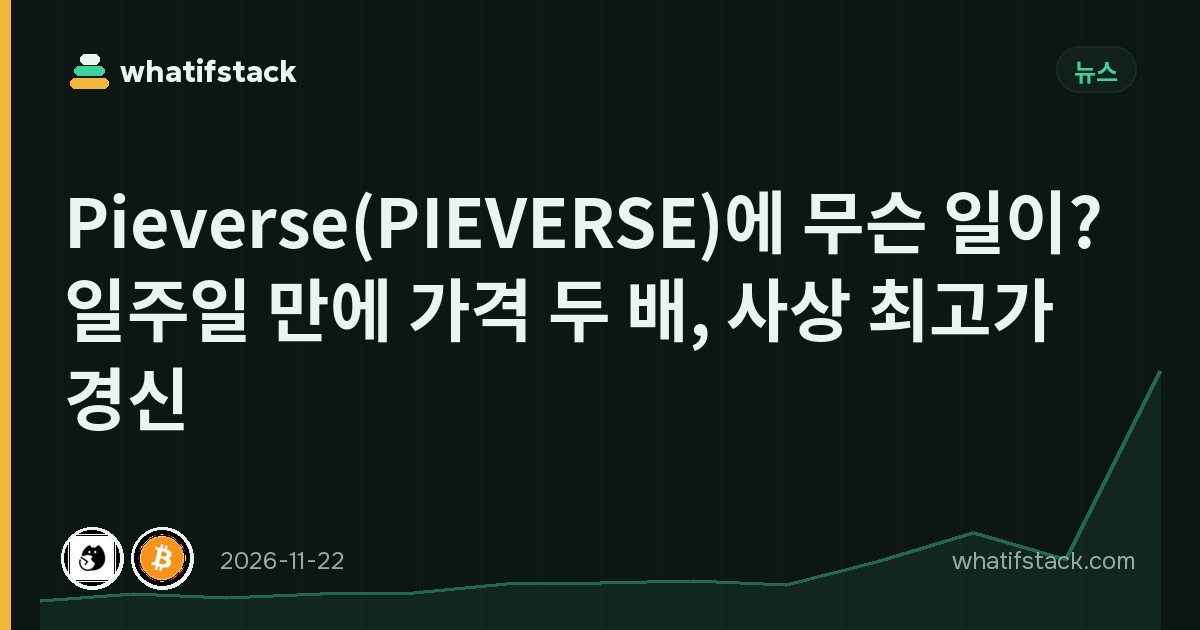 whatifstack
뉴스
Pieverse(PIEVERSE)에 무슨 일이?
일주일 만에 가격 두 배, 사상 최고가
경신
2026-11-22
whatifstack.com